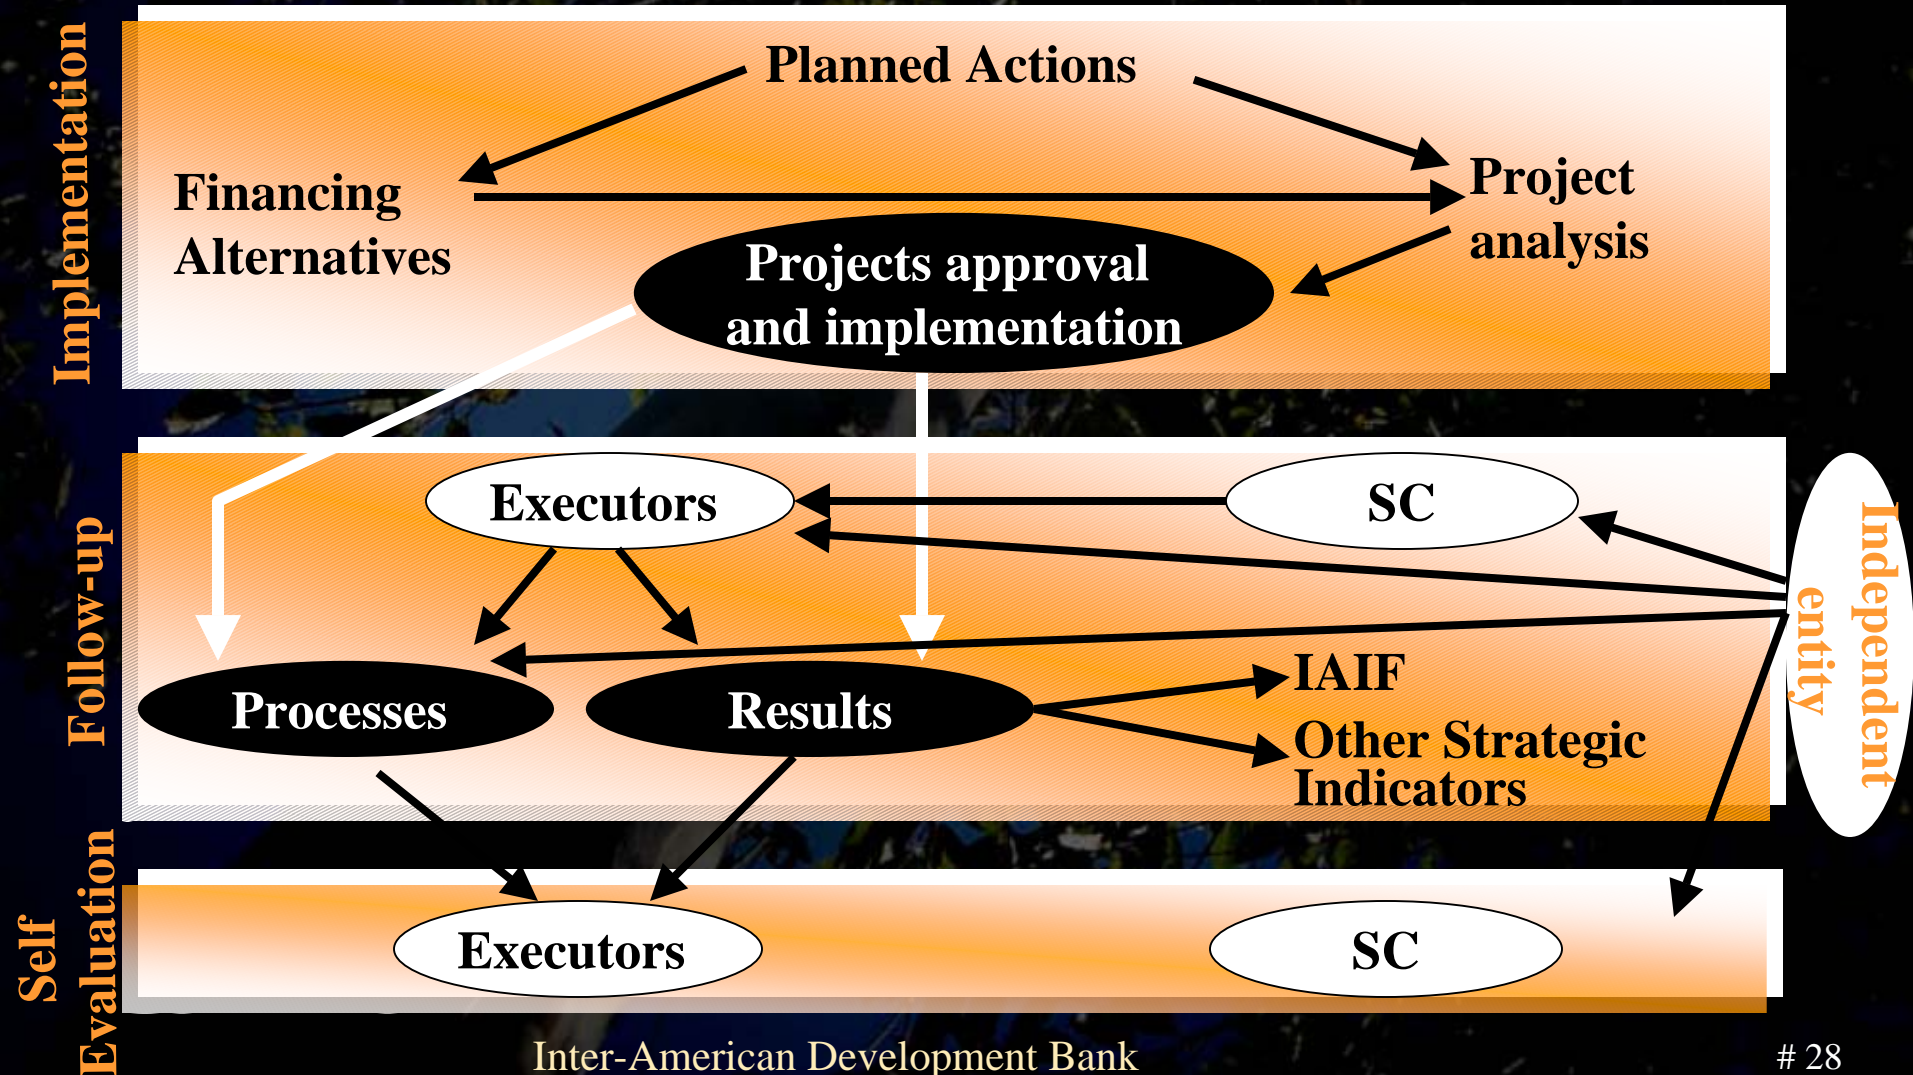 Implementation
Planned Actions
Financing
Alternatives
Project
analysis
Projects approval
and implementation
Follow-up
Executors
SC
Independent
entity
Processes
Results
IAIF
Other Strategic
Indicators
Self
Evaluation
Executors
SC
Inter-American Development Bank
# 28